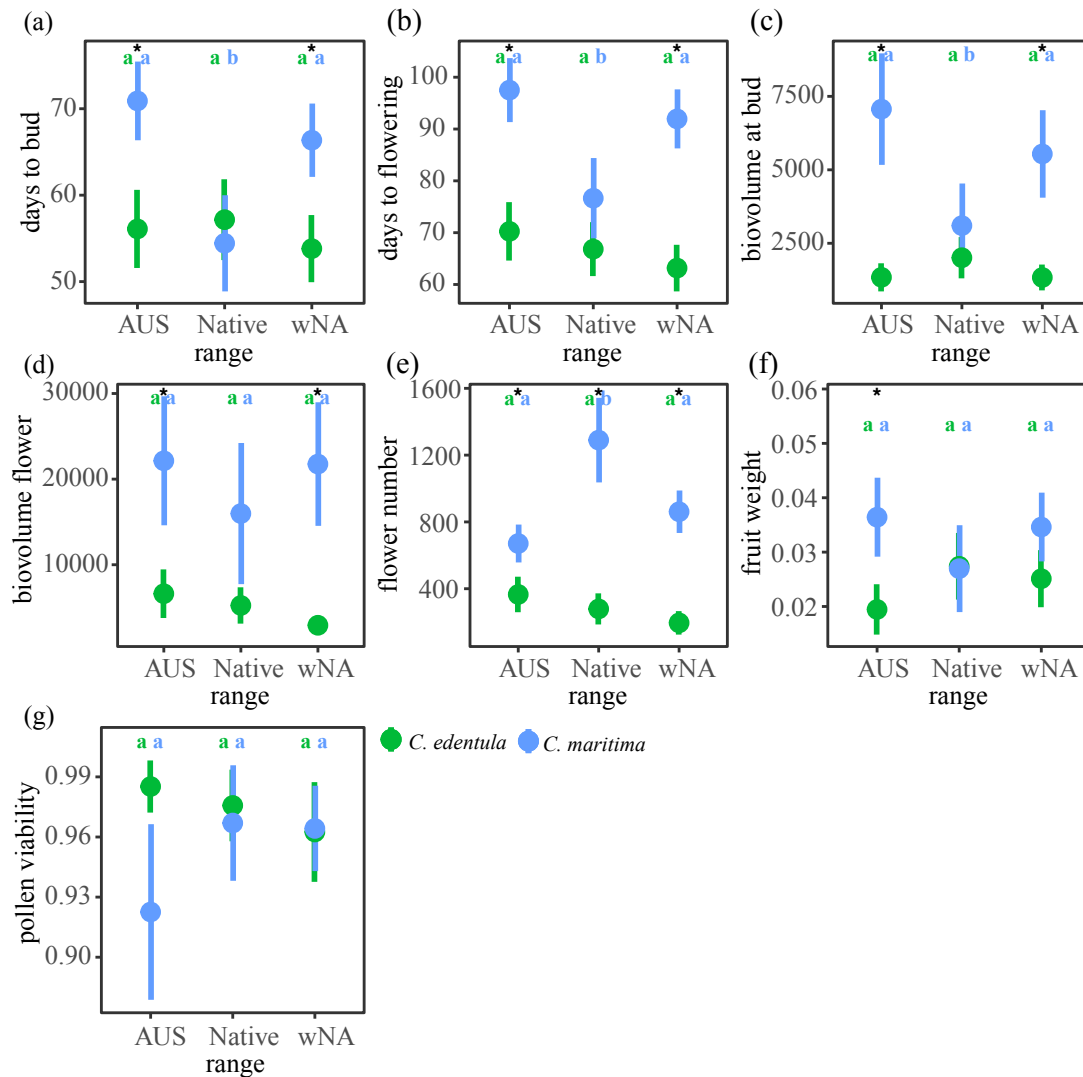 (a)
* *
a a a b a a
days to bud
70
60
50
AUS Native wNA
range
(b)
* *
a a a b a a
days to flowering
100
90
80
70
60
AUS Native wNA
range
(c)
* *
a a a b a a
biovolume at bud
7500
5000
2500
AUS Native wNA
range
(d)
* *
a a a a a a
biovolume flower
30000
20000
10000
AUS Native wNA
range
(e)
* * *
a a a b a a
flower number
1600
1200
800
400
AUS Native wNA
range
(f)
*
a a a a a a
fruit weight
0.06
0.05
0.04
0.03
0.02
AUS Native wNA
range
(g)
a a a a a a
pollen viability
0.99
0.96
0.93
0.90
AUS Native wNA
range
C. edentula C. maritima